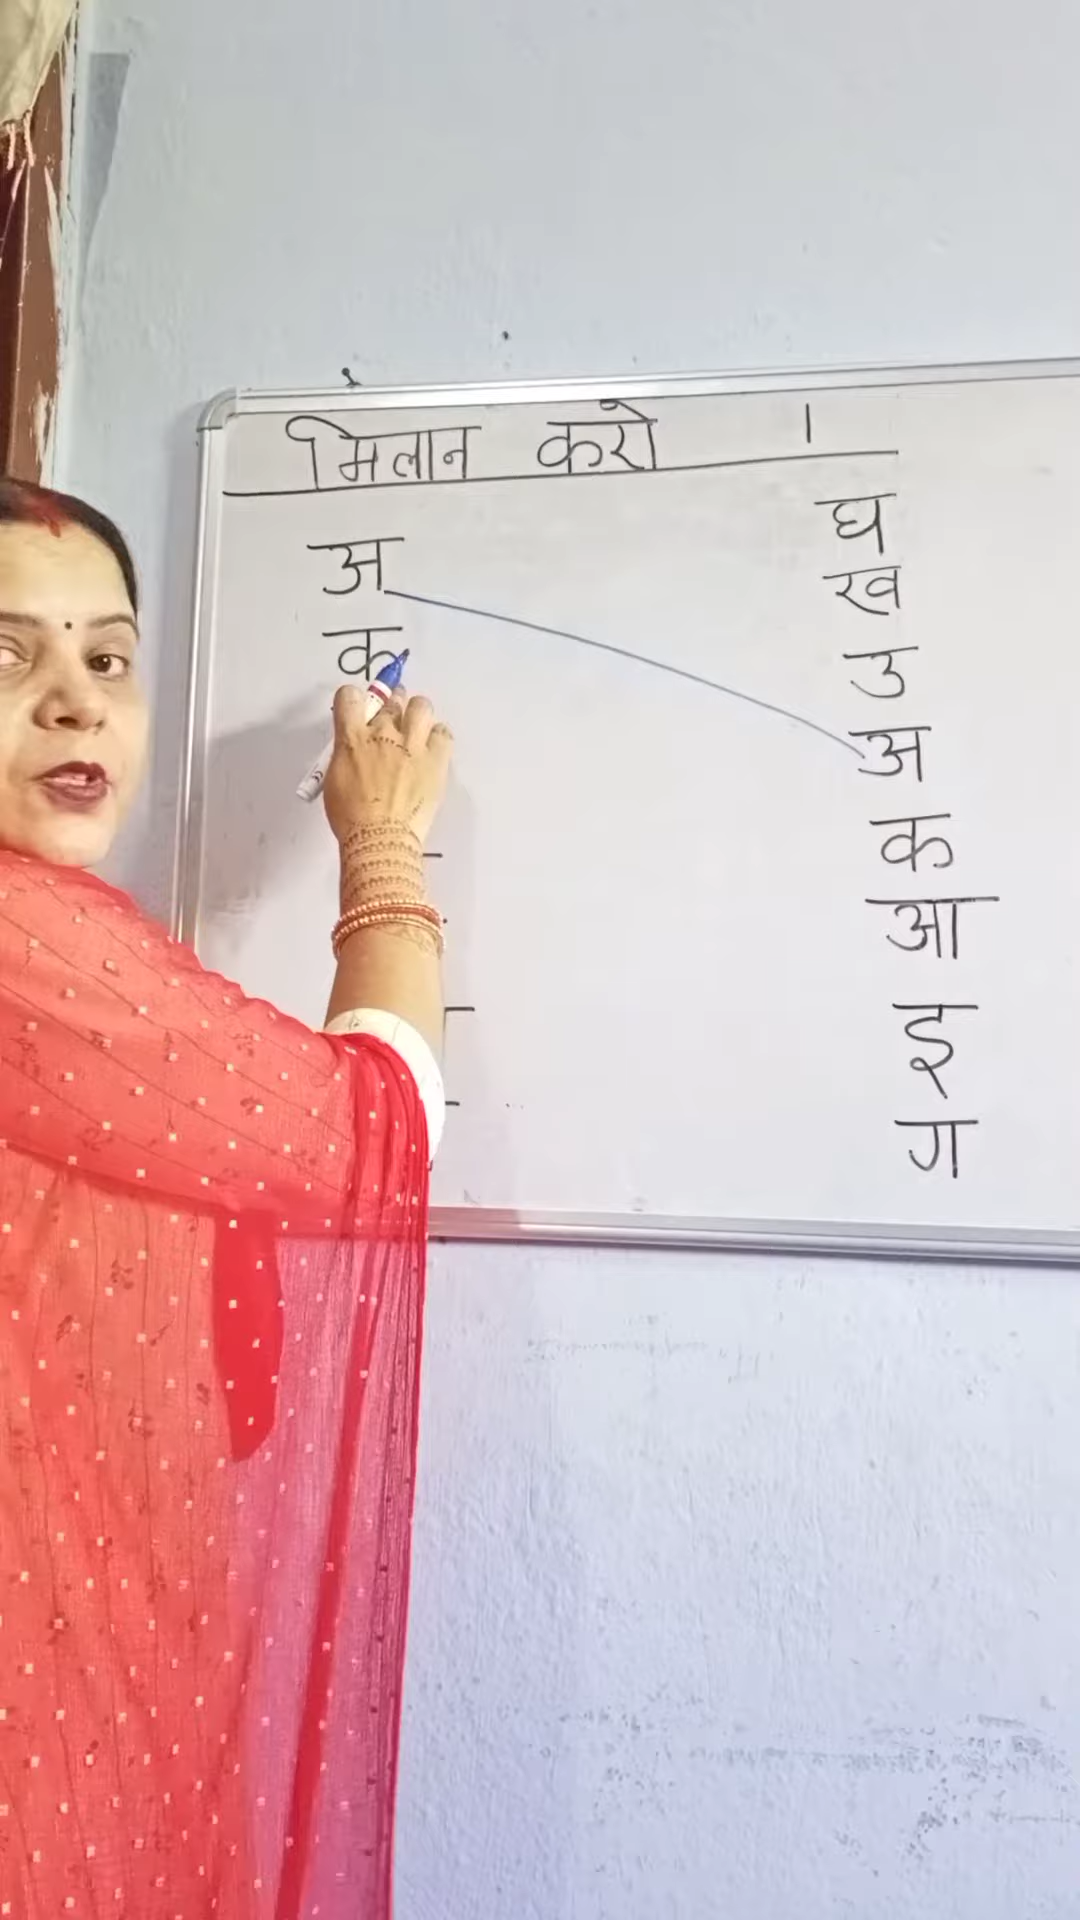 मिलान करो ।
अ
क
घ
ख
उ
अ
क
आ
इ
ग